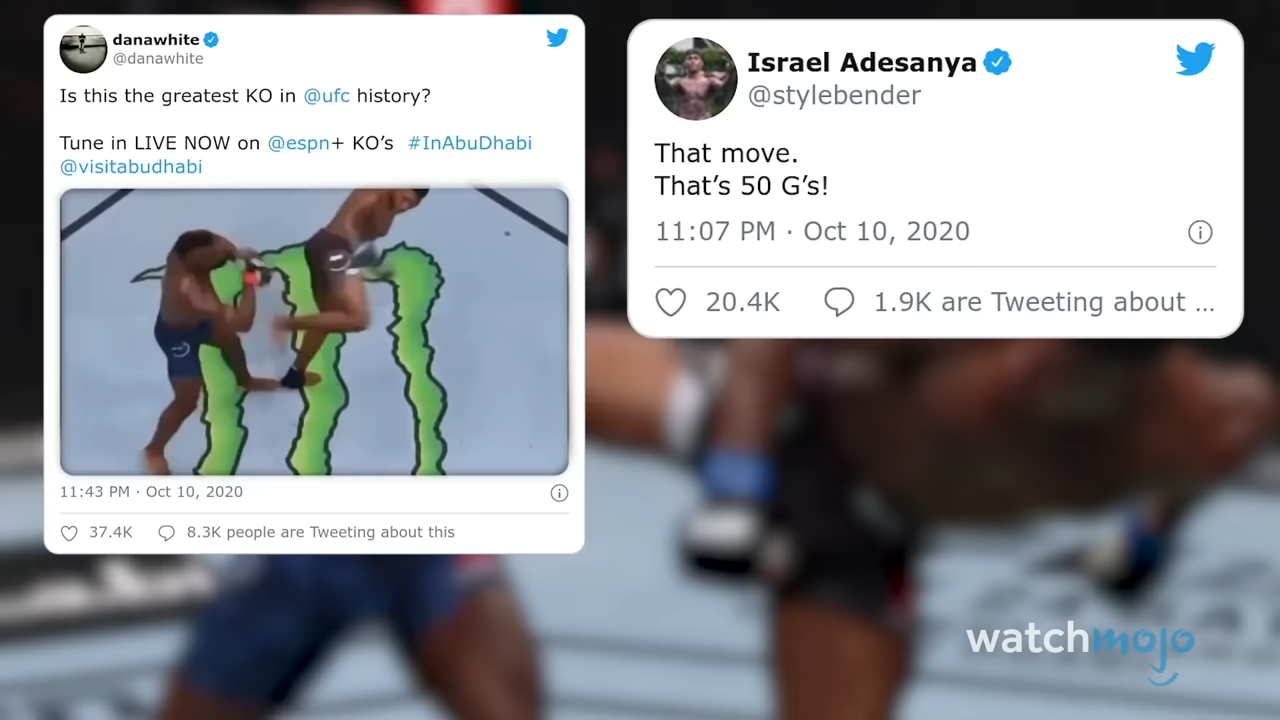 danawhite
@danawhite
Is this the greatest KO in @ufc history?
Tune in LIVE NOW on @espn+ KO’s #InAbuDhabi
@visitabudhabi
11:43 PM · Oct 10, 2020
37.4K 8.3K people are Tweeting about this
Israel Adesanya
@stylebender
That move.
That’s 50 G’s!
11:07 PM · Oct 10, 2020
20.4K 1.9K are Tweeting about ...
watchmojo